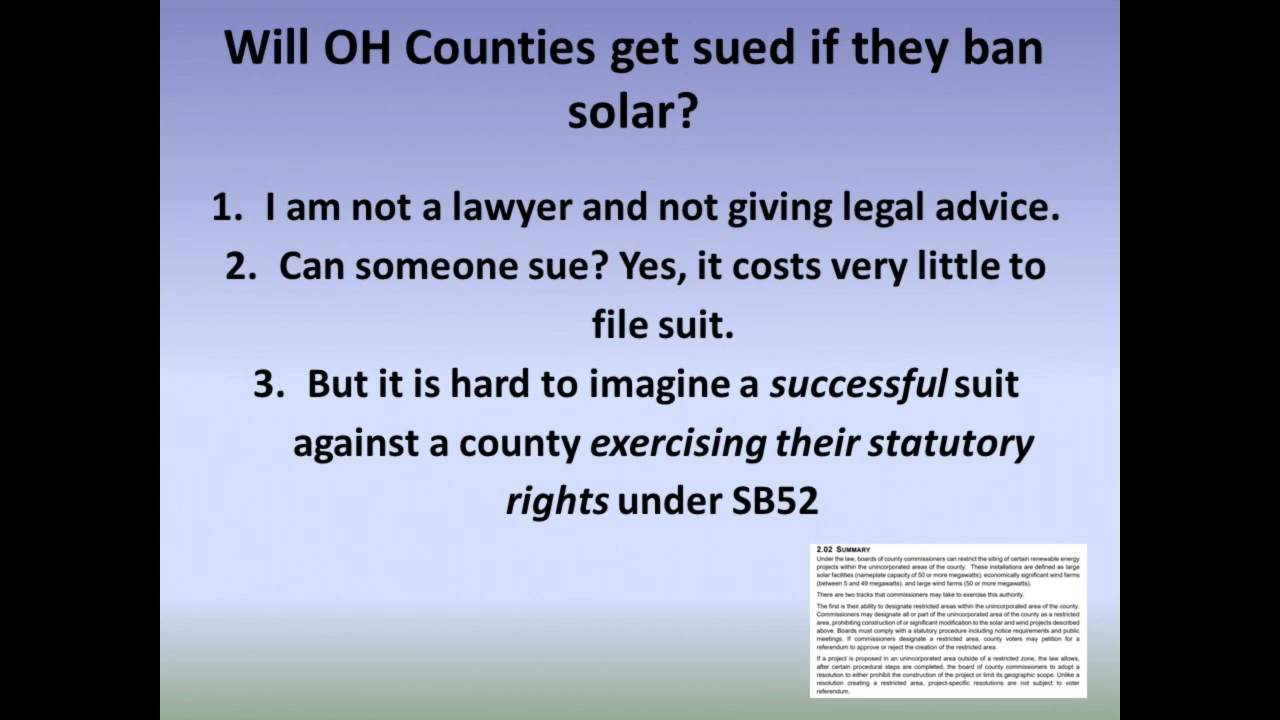 Will OH Counties get sued if they ban
solar?
1. I am not a lawyer and not giving legal advice.
2. Can someone sue? Yes, it costs very little to
file suit.
3. But it is hard to imagine a successful suit
against a county exercising their statutory
rights under SB52
2.02 SUMMARY
Under the law, boards of county commissioners can restrict the siting of certain renewable energy
projects within the unincorporated areas of the county. These installations are defined as large
solar facilities (nameplate capacity of 50 or more megawatts), economically significant wind farms
(between 5 and 49 megawatts), and large wind farms (50 or more megawatts).
There are two tracks that commissioners may take to exercise this authority.
The first is their ability to designate restricted areas within the unincorporated area of the county.
Commissioners may designate all or part of the unincorporated area of the county as a restricted
area, prohibiting construction of or significant modification to the solar and wind projects described
above. Boards must comply with a statutory procedure including notice requirements and public
meetings. If commissioners designate a restricted area, county voters may petition for a
referendum to approve or reject the creation of the restricted area.
If a project is proposed in an unincorporated area outside of a restricted zone, the law allows,
after certain procedural steps are completed, the board of county commissioners to adopt a
resolution to either prohibit the construction of the project or limit its geographic scope. Unlike a
resolution creating a restricted area, project-specific resolutions are not subject to voter
referendum.